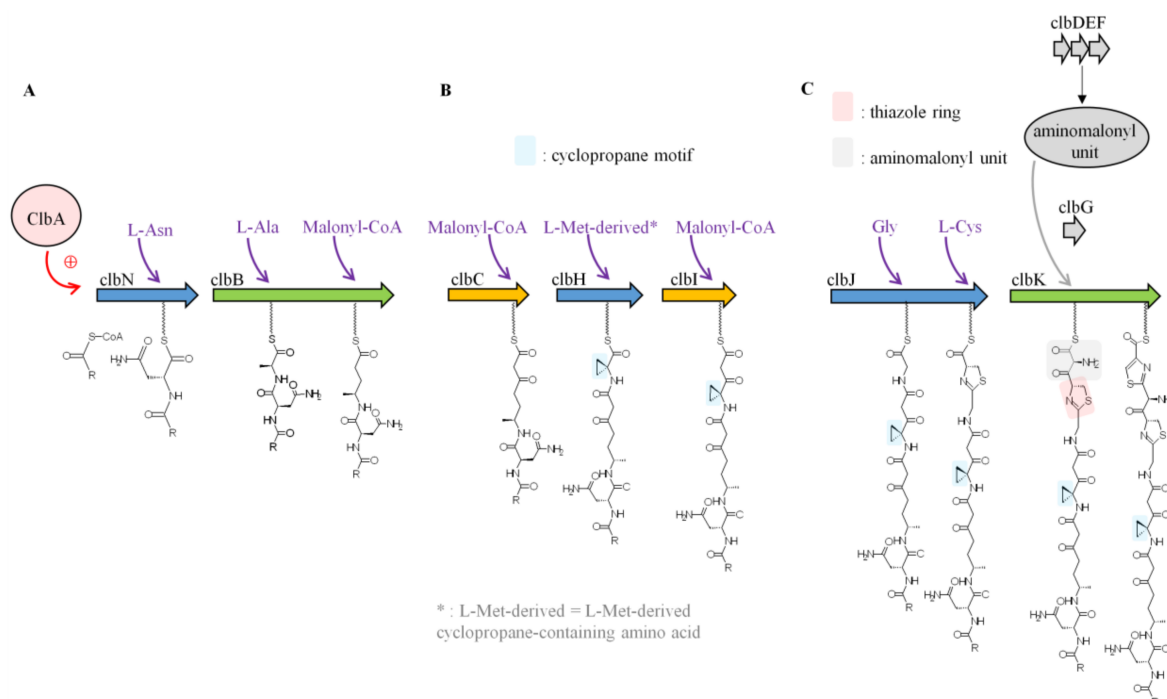 clbDEF
A
B
C
: thiazole ring
: cyclopropane motif
: aminomalonyl unit
aminomalonyl
unit
ClbA
clbG
L-Asn
L-Ala
Malonyl-CoA
Malonyl-CoA
L-Met-derived*
Malonyl-CoA
Gly
L-Cys
clbN
clbB
clbC
clbH
clbI
clbJ
clbK
* : L-Met-derived = L-Met-derived
cyclopropane-containing amino acid